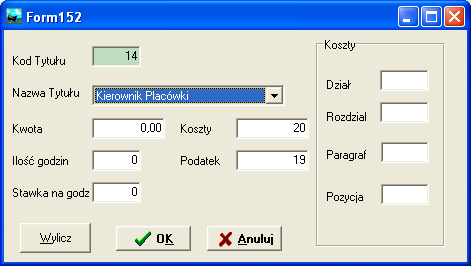 Form152
Kod Tytułu 14
Nazwa Tytułu Kierownik Placówki
Kwota 0,00 Koszty 20
Ilość godzin 0 Podatek 19
Stawka na godz 0
Koszty
Dział
Rozdzial
Paragraf
Pozycja
Wylicz OK Anuluj